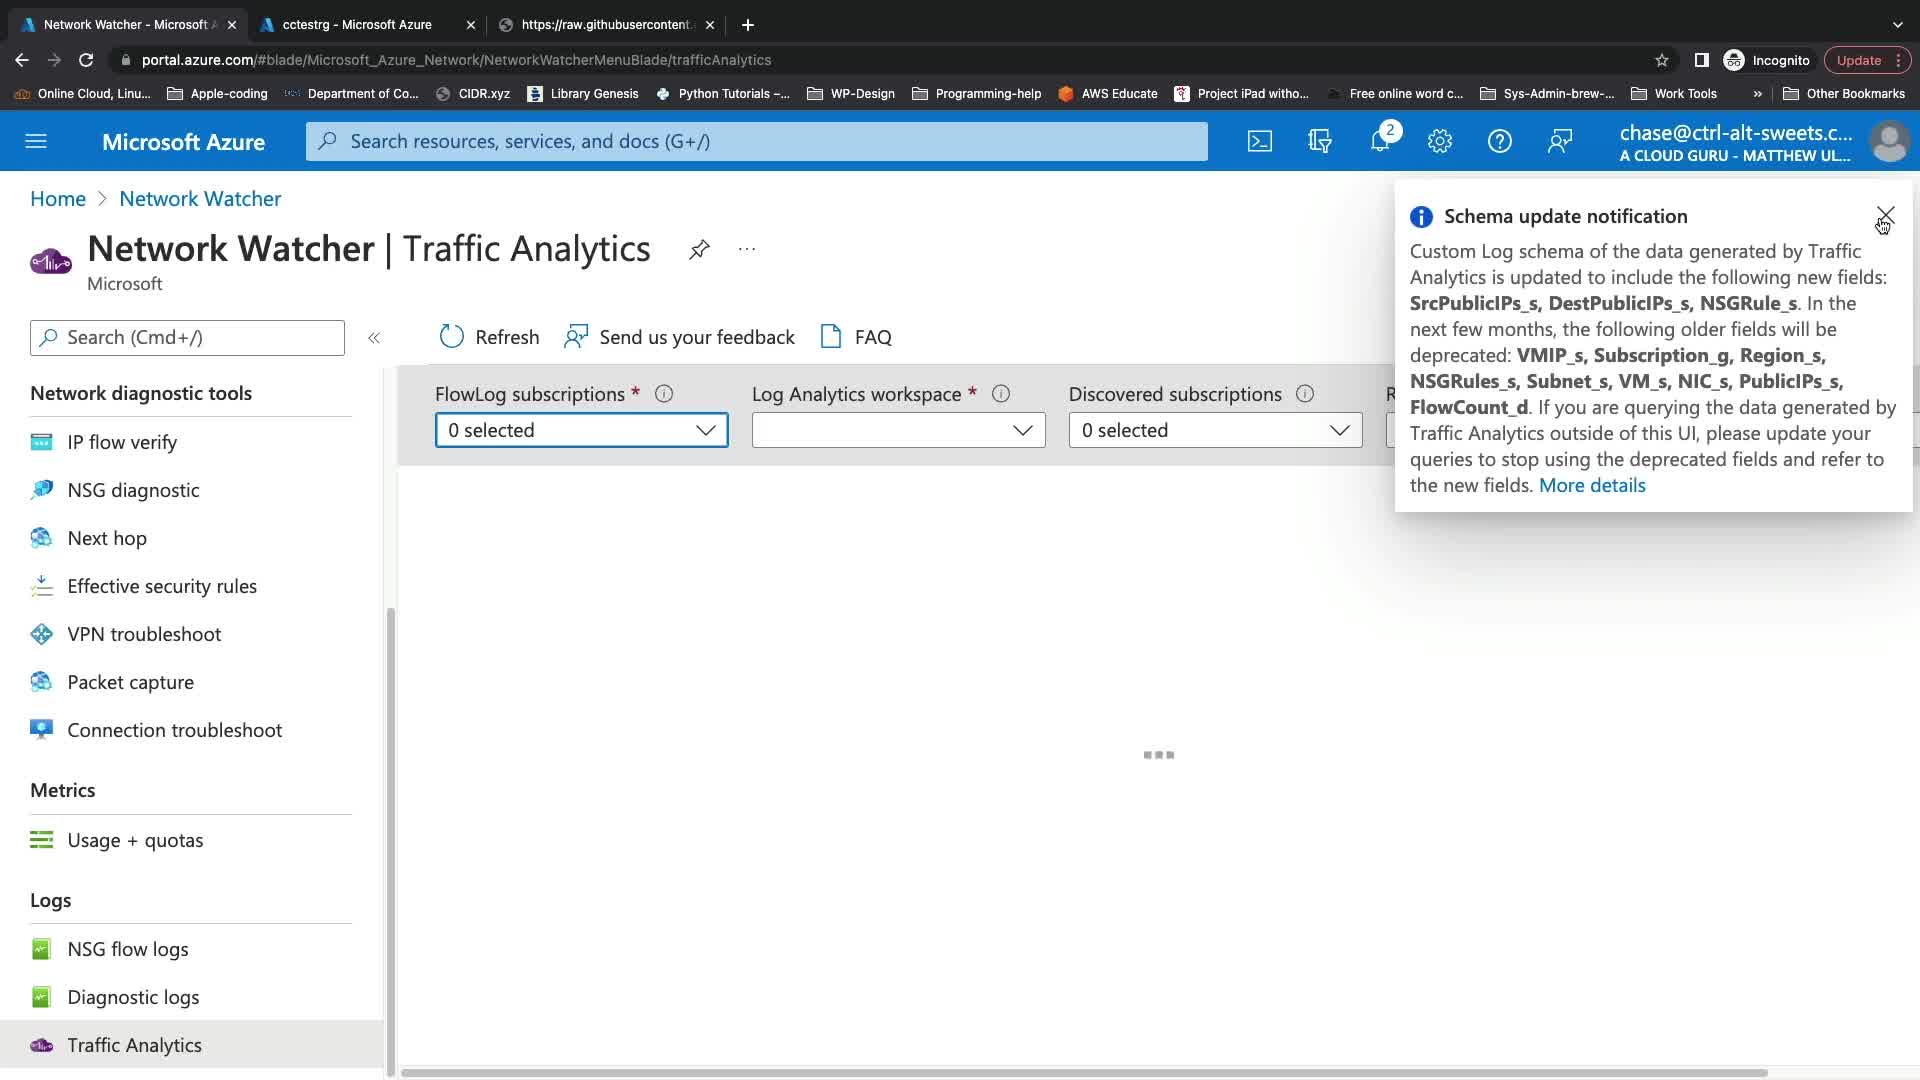 Network Watcher - Microsoft A
cctestrg - Microsoft Azure
https://raw.githubusercontent.
portal.azure.com/#blade/Microsoft_Azure_Network/NetworkWatcherMenuBlade/trafficAnalytics
Incognito
Update
Online Cloud, Linu...
Apple-coding
Department of Co...
CIDR.xyz
Library Genesis
Python Tutorials –...
WP-Design
Programming-help
AWS Educate
Project iPad witho...
Free online word c...
Sys-Admin-brew-...
Work Tools
»
Other Bookmarks
Microsoft Azure
Search resources, services, and docs (G+/)
2
chase@ctrl-alt-sweets.c...
A CLOUD GURU - MATTHEW UL...
Home > Network Watcher
Network Watcher | Traffic Analytics
...
Microsoft
Search (Cmd+/)
«
Refresh
Send us your feedback
FAQ
Schema update notification
Custom Log schema of the data generated by Traffic
Analytics is updated to include the following new fields:
SrcPublicIPs_s, DestPublicIPs_s, NSGRule_s. In the
next few months, the following older fields will be
deprecated: VMIP_s, Subscription_g, Region_s,
NSGRules_s, Subnet_s, VM_s, NIC_s, PublicIPs_s,
FlowCount_d. If you are querying the data generated by
Traffic Analytics outside of this UI, please update your
queries to stop using the deprecated fields and refer to
the new fields. More details
FlowLog subscriptions *
0 selected
Log Analytics workspace *
Discovered subscriptions
0 selected
R
Network diagnostic tools
IP flow verify
NSG diagnostic
Next hop
Effective security rules
VPN troubleshoot
Packet capture
Connection troubleshoot
Metrics
Usage + quotas
Logs
NSG flow logs
Diagnostic logs
Traffic Analytics